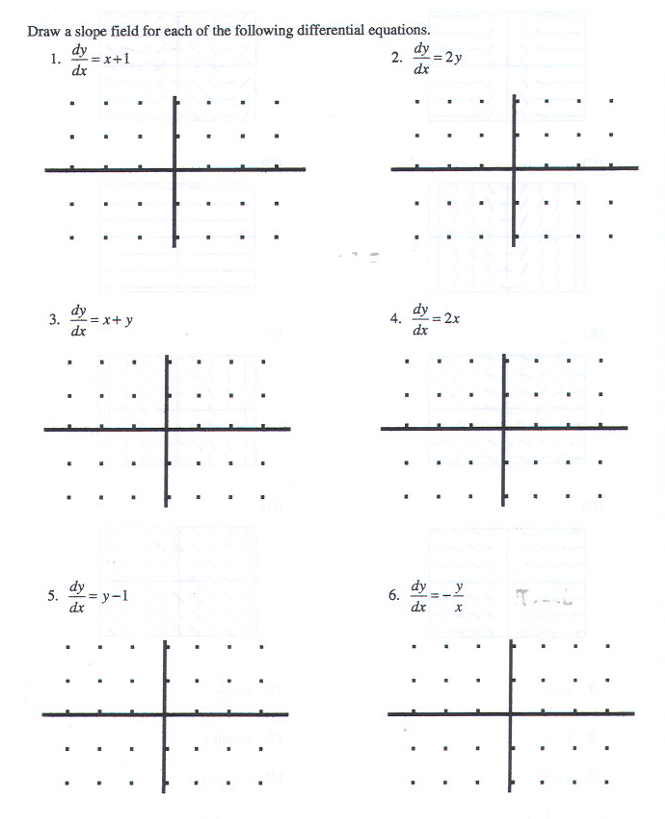 Draw a slope field for each of the following differential equations.
1. dy/dx = x+1
2. dy/dx = 2y
3. dy/dx = x+y
4. dy/dx = 2x
5. dy/dx = y−1
6. dy/dx = −y/x